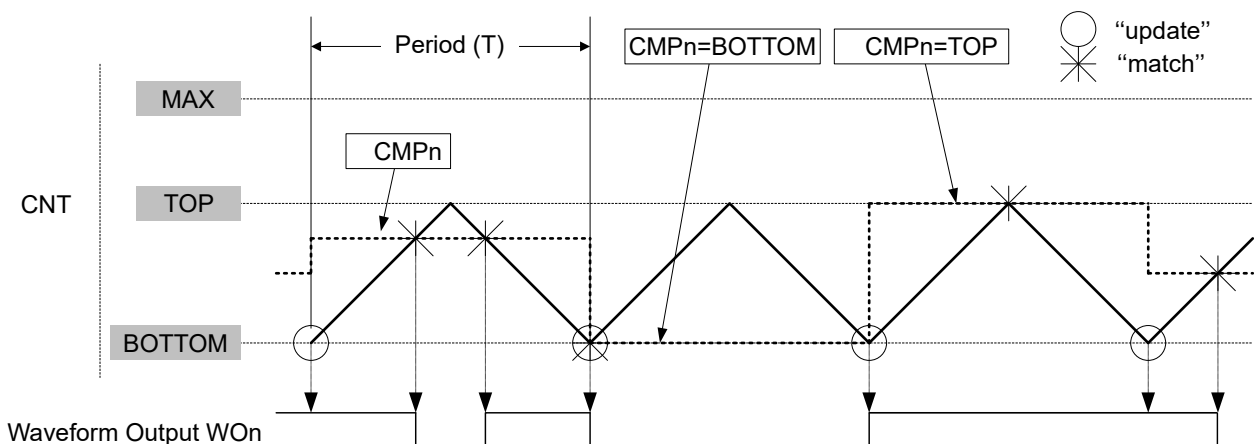 Period (T)
CMPn=BOTTOM
CMPn=TOP
“update”
“match”
MAX
CMPn
CNT
TOP
BOTTOM
Waveform Output WOn